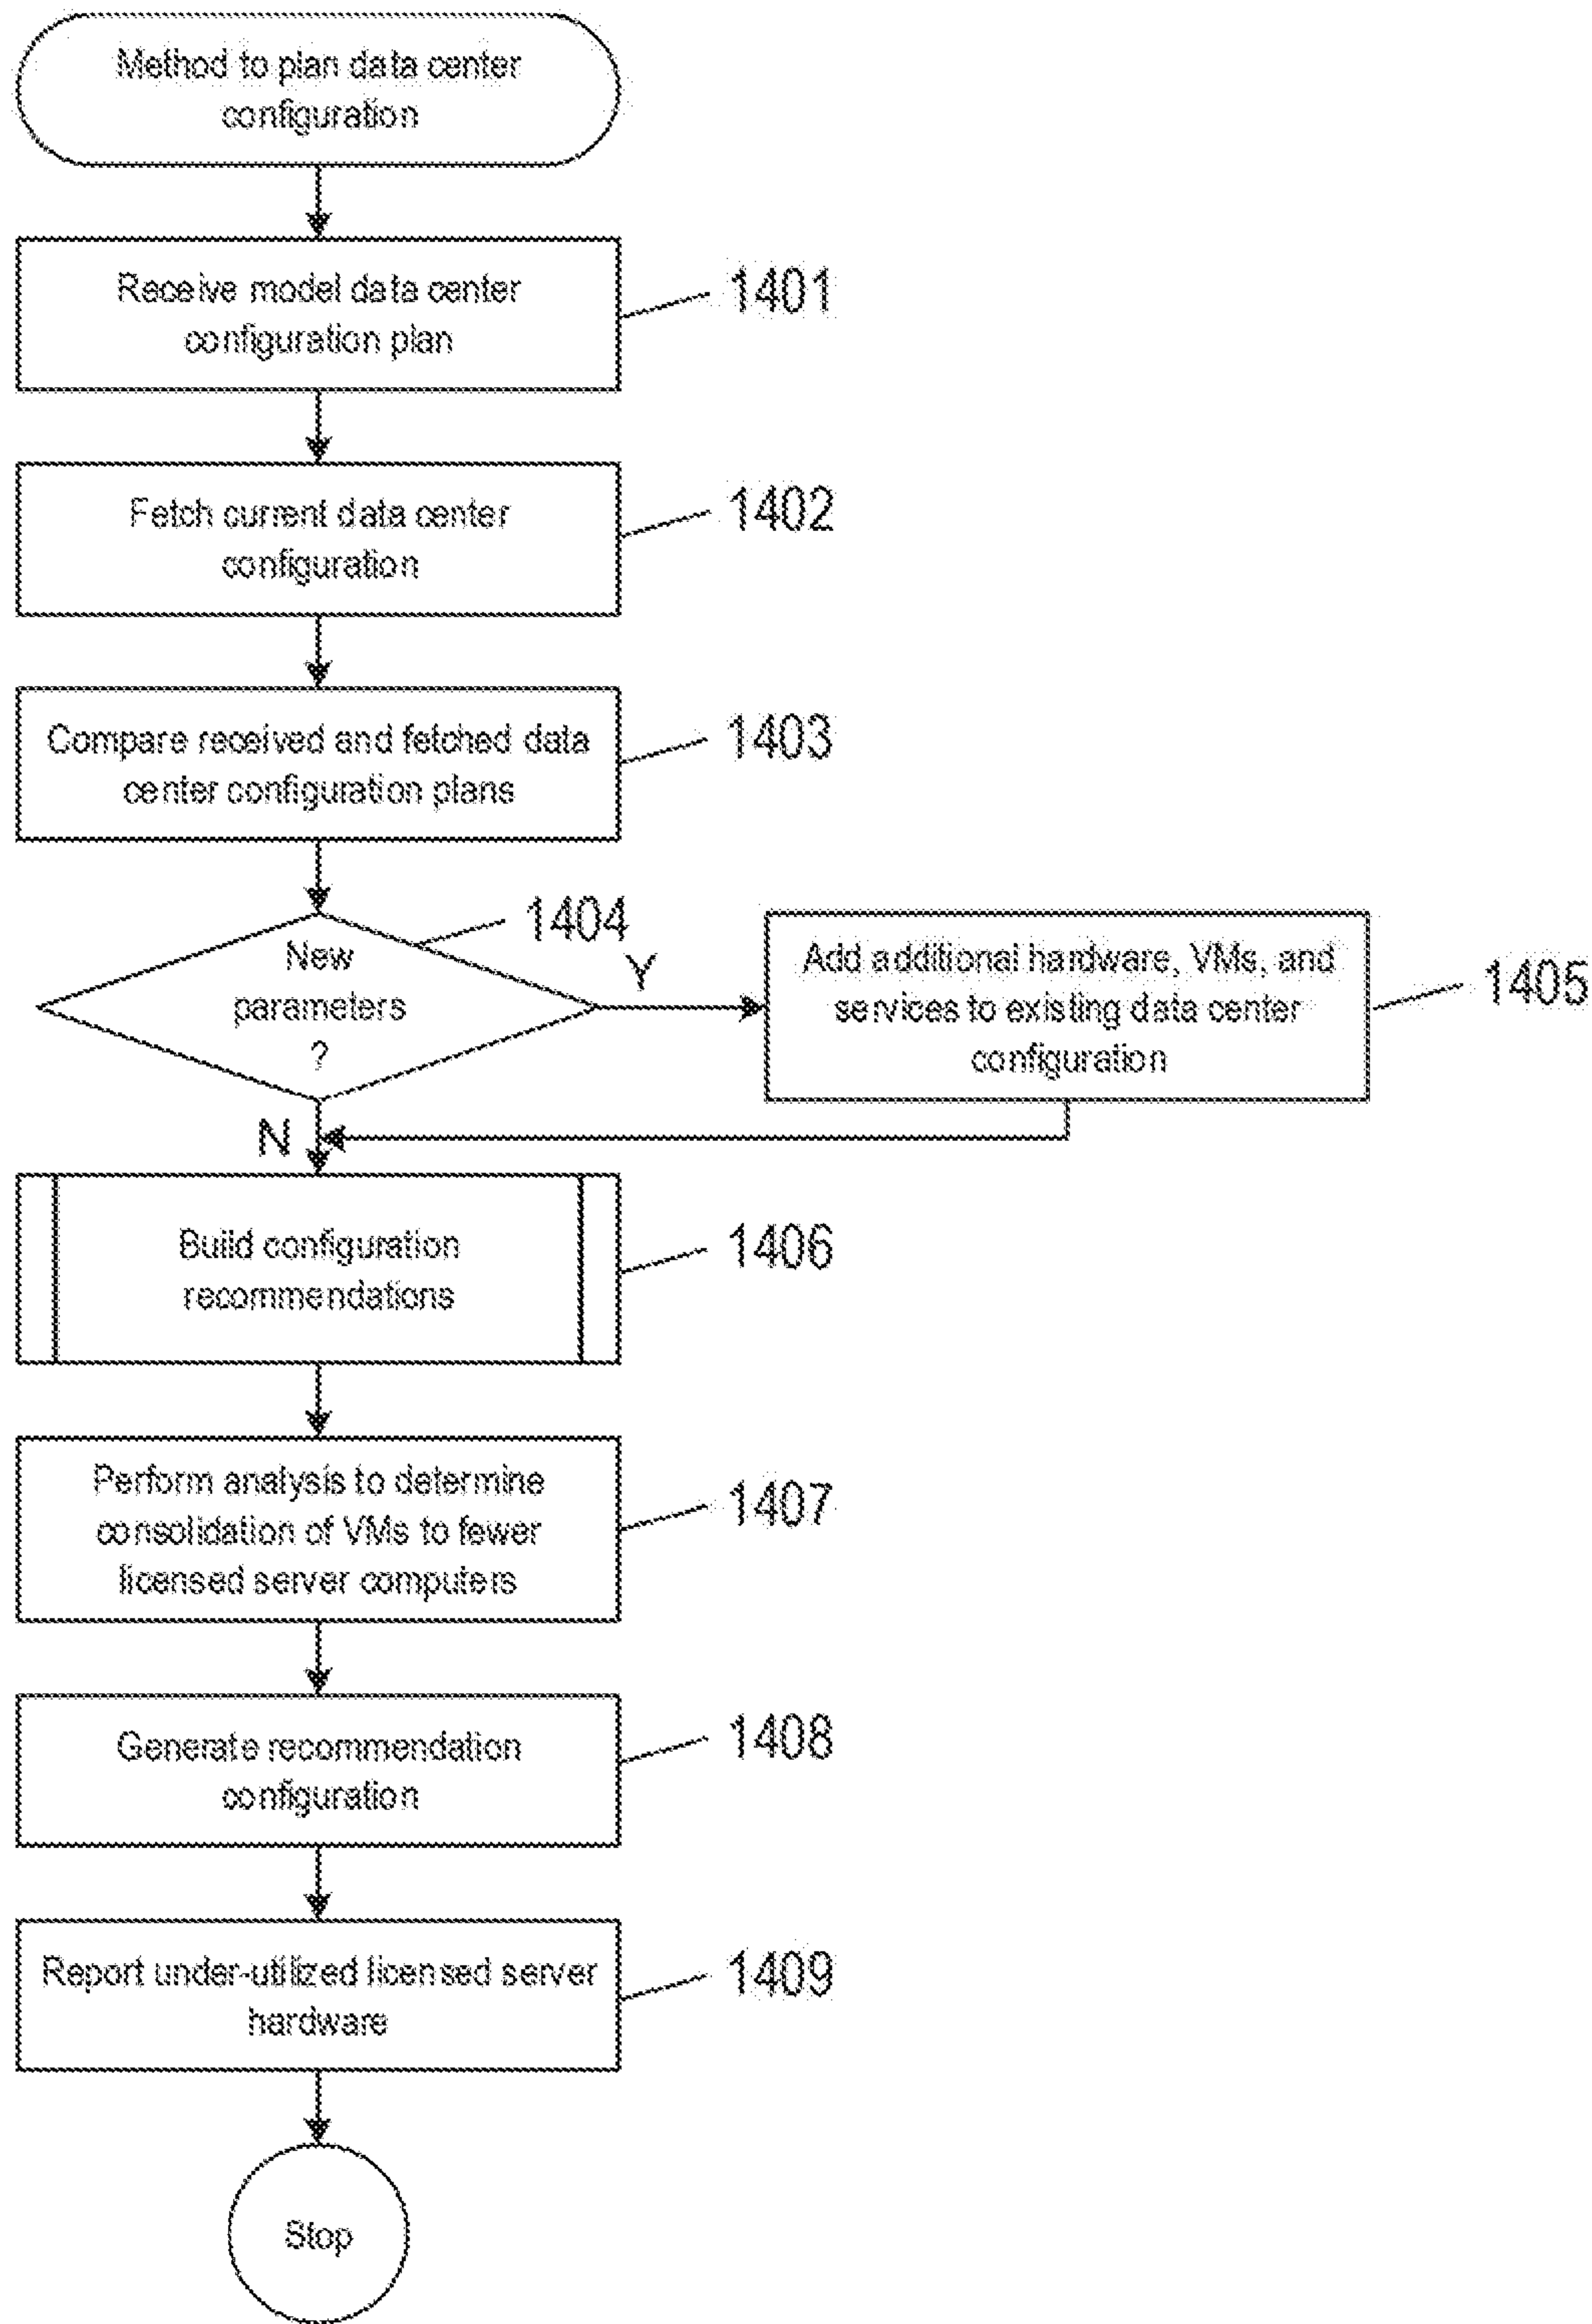 Method to plan data center
configuration
Receive model data center
configuration plan
1401
Fetch current data center
configuration
1402
Compare received and fetched data
center configuration plans
1403
1404
New
parameters
?
Y
Add additional hardware, VMs, and
services to existing data center
configuration
1405
N
Build configuration
recommendations
1406
Perform analysis to determine
consolidation of VMs to fewer
licensed server computers
1407
Generate recommendation
configuration
1408
Report under-utilized licensed server
hardware
1409
Stop